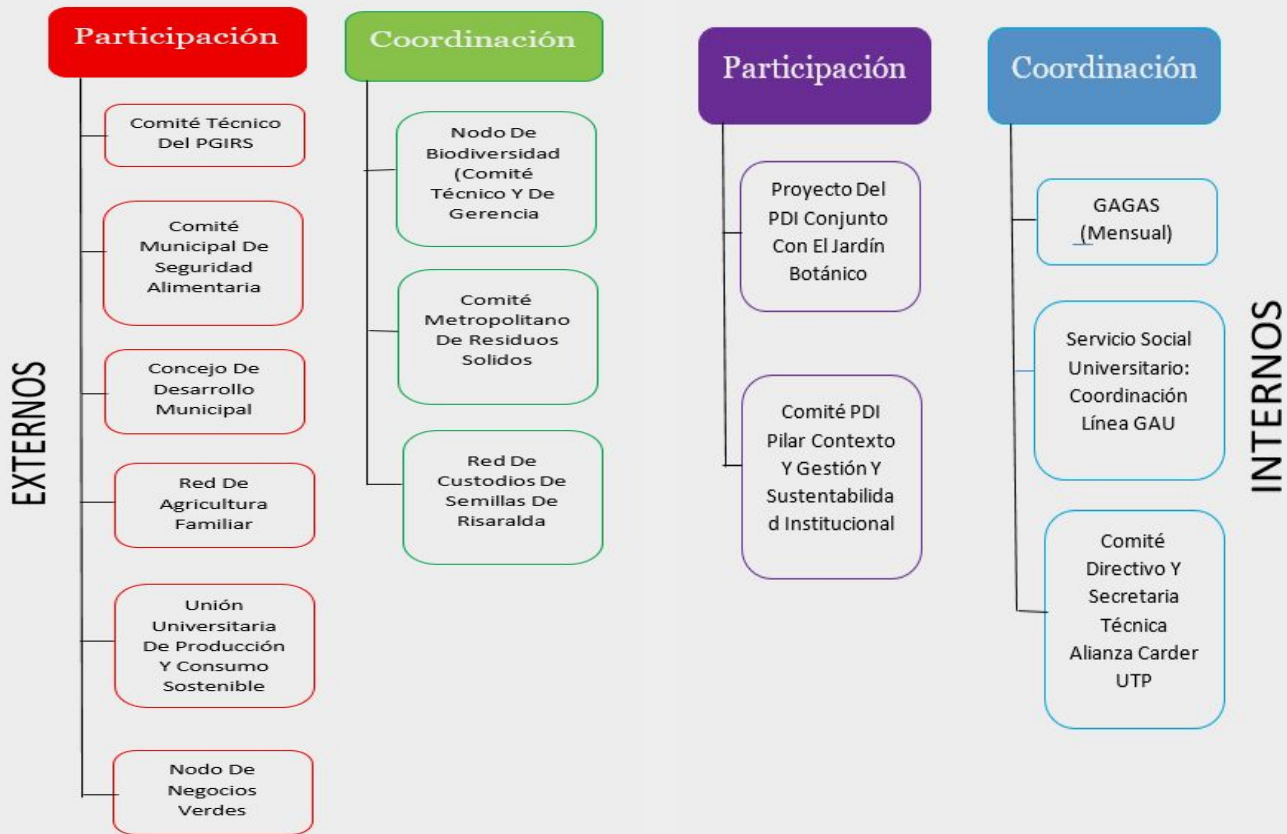 EXTERNOS
Participación
Comité Técnico
Del PGIRS
Comité
Municipal De
Seguridad
Alimentaria
Concejo De
Desarrollo
Municipal
Red De
Agricultura
Familiar
Unión
Universitaria
De Producción
Y Consumo
Sostenible
Nodo De
Negocios
Verdes
Coordinación
Nodo De
Biodiversidad
(Comité
Técnico Y De
Gerencia
Comité
Metropolitano
De Residuos
Solidos
Red De
Custodios De
Semillas De
Risaralda
Participación
Proyecto Del
PDI Conjunto
Con El Jardín
Botánico
Comité PDI
Pilar Contexto
Y Gestión Y
Sustentabilida
d Institucional
Coordinación
GAGAS
(Mensual)
Servicio Social
Universitario:
Coordinación
Línea GAU
Comité
Directivo Y
Secretaria
Técnica
Alianza Carder
UTP
INTERNOS